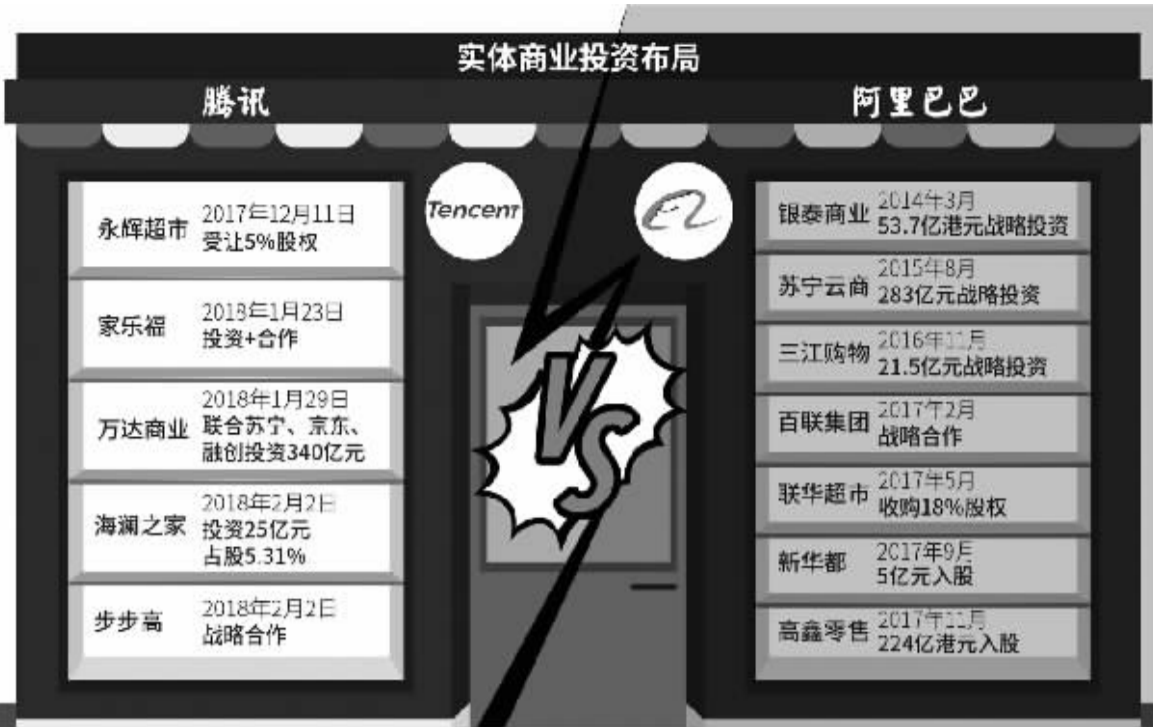 实体商业投资布局
腾讯
阿里巴巴
Tencent
永辉超市
2017年12月11日
受让5%股权
家乐福
2018年1月23日
投资+合作
万达商业
2018年1月29日
联合苏宁、京东、
融创投资340亿元
海澜之家
2018年2月2日
投资25亿元
占股5.31%
步步高
2018年2月2日
战略合作
VS
银泰商业
2014年3月
53.7亿港元战略投资
苏宁云商
2015年8月
283亿元战略投资
三江购物
2016年11月
21.5亿元战略投资
百联集团
2017年2月
战略合作
联华超市
2017年5月
收购18%股权
新华都
2017年9月
5亿元入股
高鑫零售
2017年11月
224亿港元入股